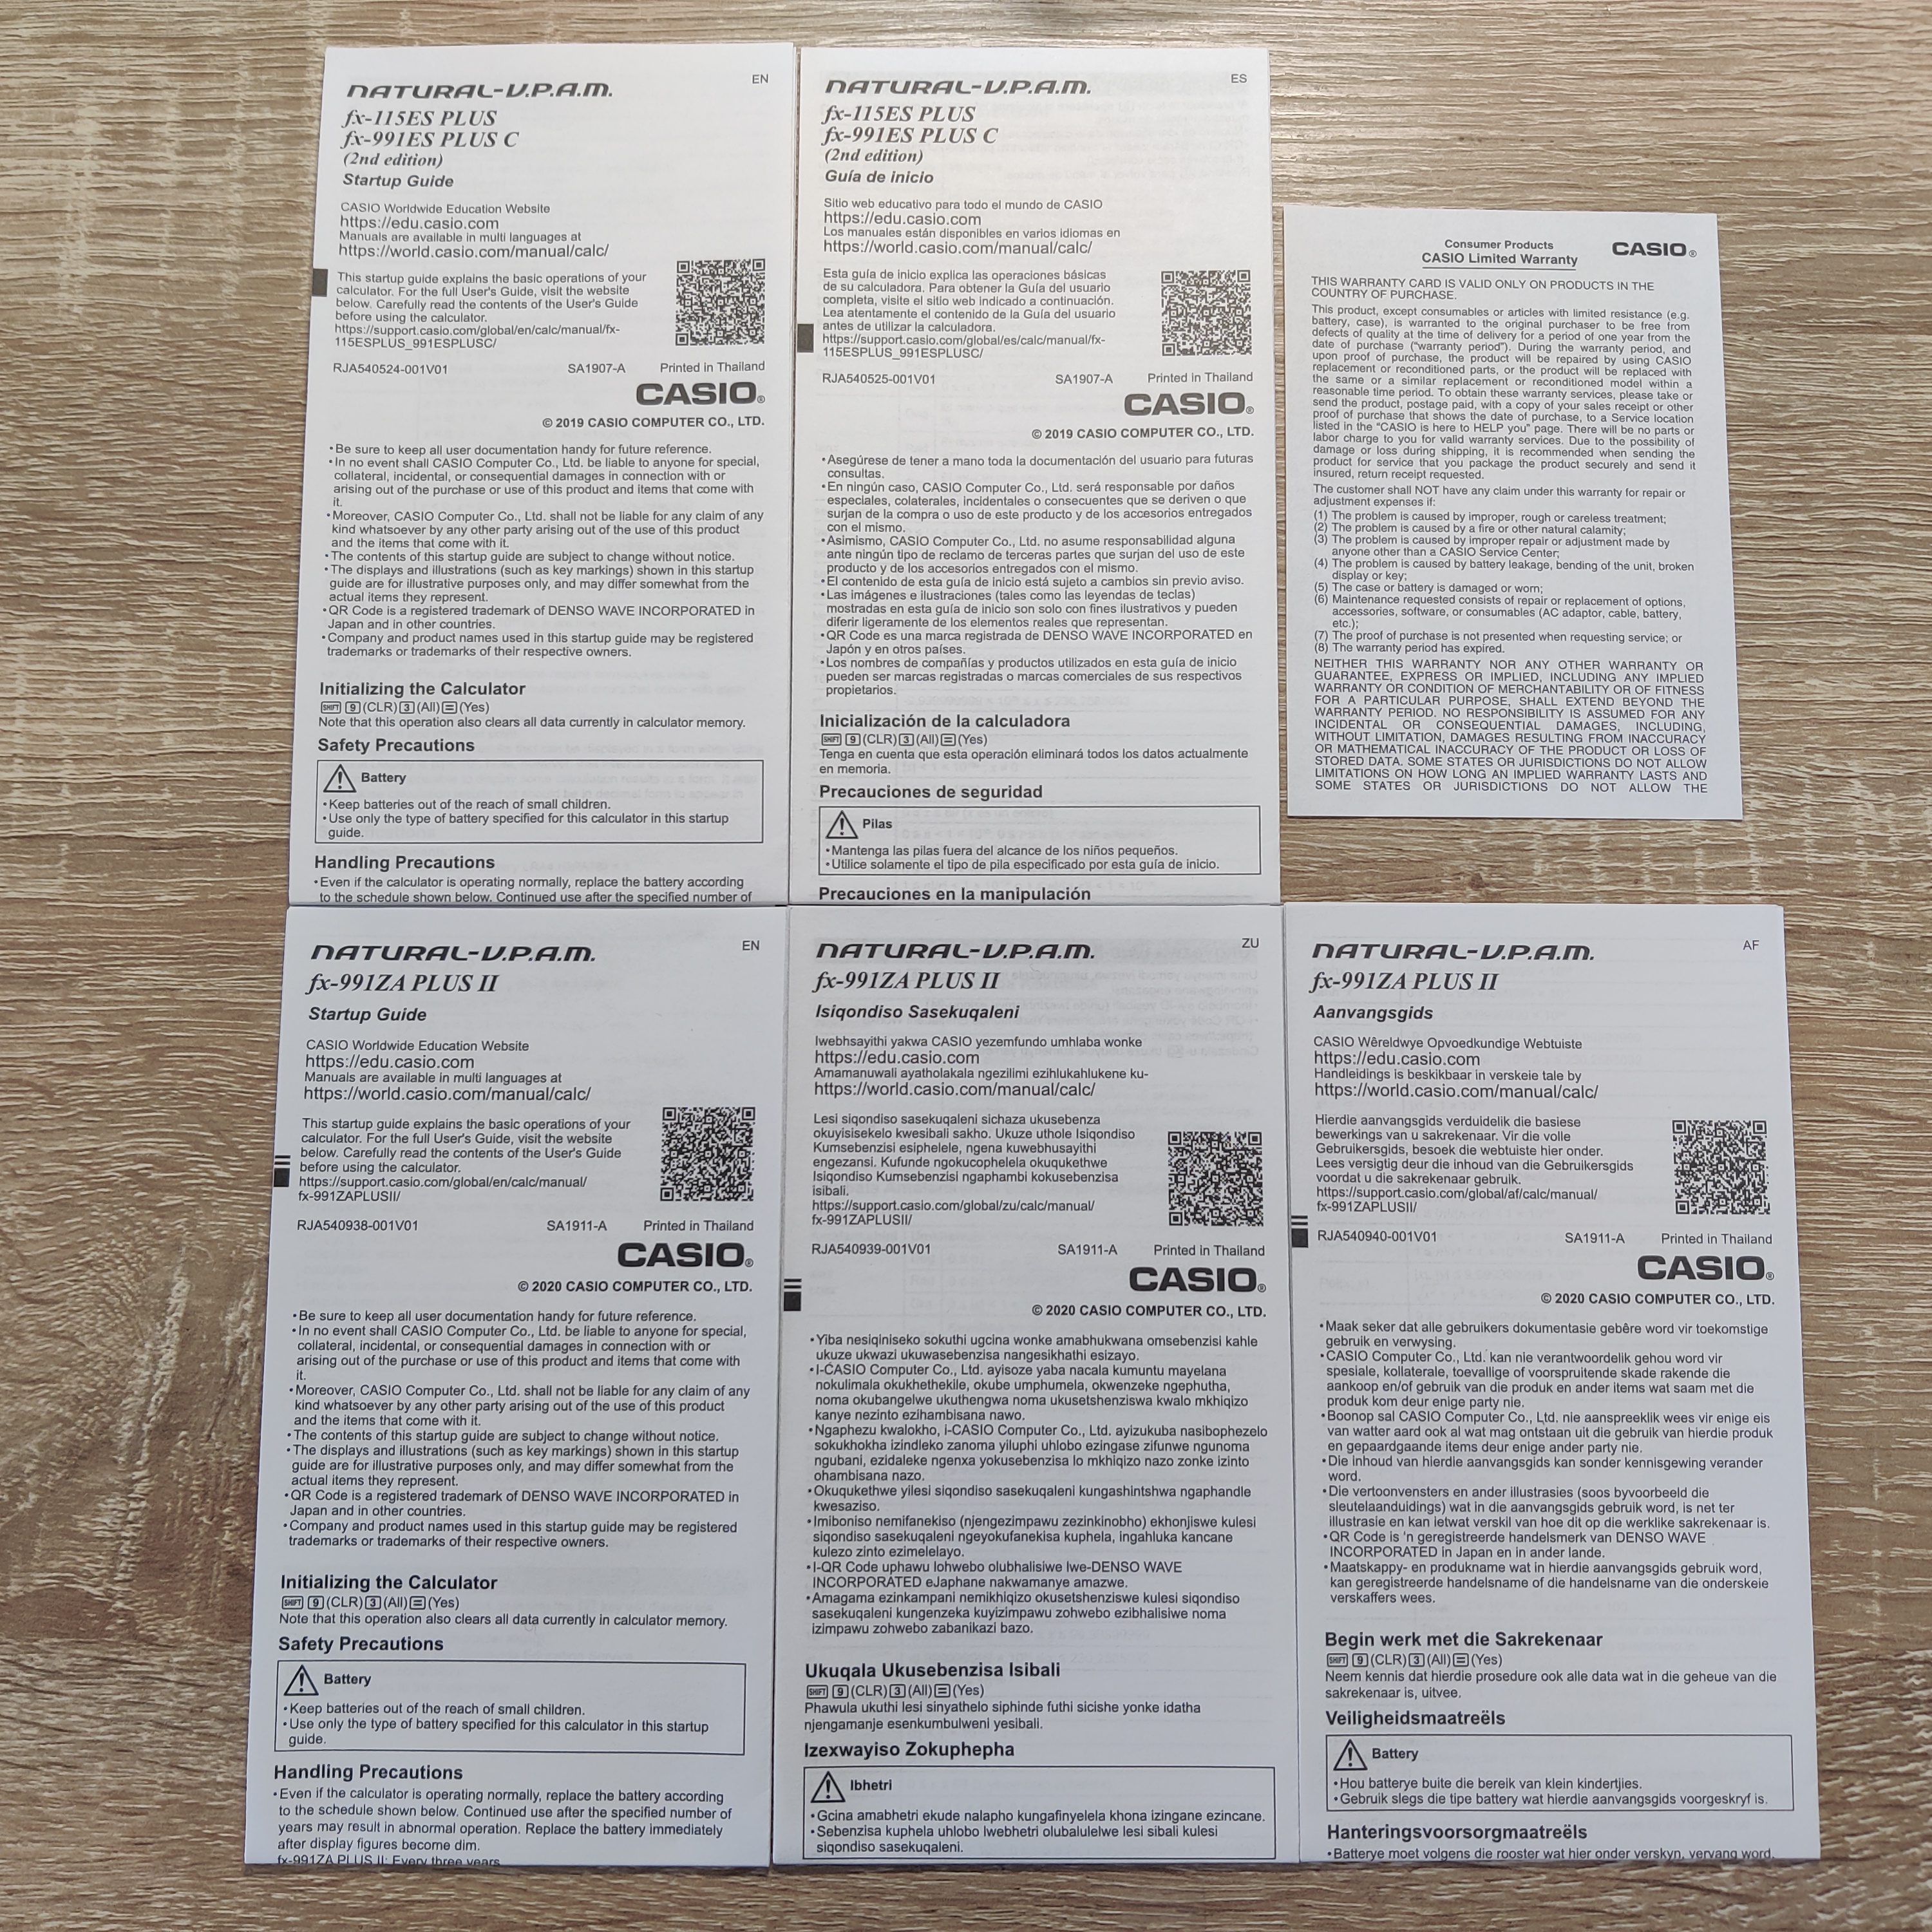 NATURAL-V.P.A.M.
EN
fx-115ES PLUS
fx-991ES PLUS C
(2nd edition)
Startup Guide
CASIO Worldwide Education Website
https://edu.casio.com
Manuals are available in multi languages at
https://world.casio.com/manual/calc/
This startup guide explains the basic operations of your
calculator. For the full User's Guide, visit the website
below. Carefully read the contents of the User's Guide
before using the calculator.
https://support.casio.com/global/en/calc/manual/fx-
115ESPLUS_991ESPLUSC/
RJA540524-001V01 SA1907-A Printed in Thailand
CASIO®
© 2019 CASIO COMPUTER CO., LTD.
•Be sure to keep all user documentation handy for future reference.
•In no event shall CASIO Computer Co., Ltd. be liable to anyone for special,
collateral, incidental, or consequential damages in connection with or
arising out of the purchase or use of this product and items that come with
it.
•Moreover, CASIO Computer Co., Ltd. shall not be liable for any claim of any
kind whatsoever by any other party arising out of the use of this product
and the items that come with it.
•The contents of this startup guide are subject to change without notice.
•The displays and illustrations (such as key markings) shown in this startup
guide are for illustrative purposes only, and may differ somewhat from the
actual items they represent.
•QR Code is a registered trademark of DENSO WAVE INCORPORATED in
Japan and in other countries.
•Company and product names used in this startup guide may be registered
trademarks or trademarks of their respective owners.
Initializing the Calculator
SHIFT 9 (CLR) 3 (All) = (Yes)
Note that this operation also clears all data currently in calculator memory.
Safety Precautions
Battery
•Keep batteries out of the reach of small children.
•Use only the type of battery specified for this calculator in this startup
guide.
Handling Precautions
•Even if the calculator is operating normally, replace the battery according
to the schedule shown below. Continued use after the specified number of
NATURAL-V.P.A.M.
ES
fx-115ES PLUS
fx-991ES PLUS C
(2nd edition)
Guía de inicio
Sitio web educativo para todo el mundo de CASIO
https://edu.casio.com
Los manuales están disponibles en varios idiomas en
https://world.casio.com/manual/calc/
Esta guía de inicio explica las operaciones básicas
de su calculadora. Para obtener la Guía del usuario
completa, visite el sitio web indicado a continuación.
Lea atentamente el contenido de la Guía del usuario
antes de utilizar la calculadora.
https://support.casio.com/global/es/calc/manual/fx-
115ESPLUS_991ESPLUSC/
RJA540525-001V01 SA1907-A Printed in Thailand
CASIO®
© 2019 CASIO COMPUTER CO., LTD.
•Asegúrese de tener a mano toda la documentación del usuario para futuras
consultas.
•En ningún caso, CASIO Computer Co., Ltd. será responsable por daños
especiales, colaterales, incidentales o consecuentes que se deriven o que
surjan de la compra o uso de este producto y de los accesorios entregados
con el mismo.
•Asimismo, CASIO Computer Co., Ltd. no asume responsabilidad alguna
ante ningún tipo de reclamo de terceras partes que surjan del uso de este
producto y de los accesorios entregados con el mismo.
•El contenido de esta guía de inicio está sujeto a cambios sin previo aviso.
•Las imágenes e ilustraciones (tales como las leyendas de teclas)
mostradas en esta guía de inicio son solo con fines ilustrativos y pueden
diferir ligeramente de los elementos reales que representan.
•QR Code es una marca registrada de DENSO WAVE INCORPORATED en
Japón y en otros países.
•Los nombres de compañías y productos utilizados en esta guía de inicio
pueden ser marcas registradas o marcas comerciales de sus respectivos
propietarios.
Inicialización de la calculadora
SHIFT 9 (CLR) 3 (All) = (Yes)
Tenga en cuenta que esta operación eliminará todos los datos actualmente
en memoria.
Precauciones de seguridad
Pilas
•Mantenga las pilas fuera del alcance de los niños pequeños.
•Utilice solamente el tipo de pila especificado por esta guía de inicio.
Precauciones en la manipulación
Consumer Products
CASIO Limited Warranty
CASIO®
THIS WARRANTY CARD IS VALID ONLY ON PRODUCTS IN THE
COUNTRY OF PURCHASE.
This product, except consumables or articles with limited resistance (e.g.
battery, case), is warranted to the original purchaser to be free from
defects of quality at the time of delivery for a period of one year from the
date of purchase ("warranty period"). During the warranty period, and
upon proof of purchase, the product will be repaired by using CASIO
replacement or reconditioned parts, or the product will be replaced with
the same or a similar replacement or reconditioned model within a
reasonable time period. To obtain these warranty services, please take or
send the product, postage paid, with a copy of your sales receipt or other
proof of purchase that shows the date of purchase, to a Service location
listed in the "CASIO is here to HELP you" page. There will be no parts or
labor charge to you for valid warranty services. Due to the possibility of
damage or loss during shipping, it is recommended when sending the
product for service that you package the product securely and send it
insured, return receipt requested.
The customer shall NOT have any claim under this warranty for repair or
adjustment expenses if:
(1) The problem is caused by improper, rough or careless treatment;
(2) The problem is caused by a fire or other natural calamity;
(3) The problem is caused by improper repair or adjustment made by
anyone other than a CASIO Service Center;
(4) The problem is caused by battery leakage, bending of the unit, broken
display or key;
(5) The case or battery is damaged or worn;
(6) Maintenance requested consists of repair or replacement of options,
accessories, software, or consumables (AC adaptor, cable, battery,
etc.);
(7) The proof of purchase is not presented when requesting service; or
(8) The warranty period has expired.
NEITHER THIS WARRANTY NOR ANY OTHER WARRANTY OR
GUARANTEE, EXPRESS OR IMPLIED, INCLUDING ANY IMPLIED
WARRANTY OR CONDITION OF MERCHANTABILITY OR OF FITNESS
FOR A PARTICULAR PURPOSE, SHALL EXTEND BEYOND THE
WARRANTY PERIOD. NO RESPONSIBILITY IS ASSUMED FOR ANY
INCIDENTAL OR CONSEQUENTIAL DAMAGES, INCLUDING,
WITHOUT LIMITATION, DAMAGES RESULTING FROM INACCURACY
OR MATHEMATICAL INACCURACY OF THE PRODUCT OR LOSS OF
STORED DATA. SOME STATES OR JURISDICTIONS DO NOT ALLOW
LIMITATIONS ON HOW LONG AN IMPLIED WARRANTY LASTS AND
SOME STATES OR JURISDICTIONS DO NOT ALLOW THE
NATURAL-V.P.A.M.
EN
fx-991ZA PLUS II
Startup Guide
CASIO Worldwide Education Website
https://edu.casio.com
Manuals are available in multi languages at
https://world.casio.com/manual/calc/
This startup guide explains the basic operations of your
calculator. For the full User's Guide, visit the website
below. Carefully read the contents of the User's Guide
before using the calculator.
https://support.casio.com/global/en/calc/manual/
fx-991ZAPLUSII/
RJA540938-001V01 SA1911-A Printed in Thailand
CASIO®
© 2020 CASIO COMPUTER CO., LTD.
•Be sure to keep all user documentation handy for future reference.
•In no event shall CASIO Computer Co., Ltd. be liable to anyone for special,
collateral, incidental, or consequential damages in connection with or
arising out of the purchase or use of this product and items that come with
it.
•Moreover, CASIO Computer Co., Ltd. shall not be liable for any claim of any
kind whatsoever by any other party arising out of the use of this product
and the items that come with it.
•The contents of this startup guide are subject to change without notice.
•The displays and illustrations (such as key markings) shown in this startup
guide are for illustrative purposes only, and may differ somewhat from the
actual items they represent.
•QR Code is a registered trademark of DENSO WAVE INCORPORATED in
Japan and in other countries.
•Company and product names used in this startup guide may be registered
trademarks or trademarks of their respective owners.
Initializing the Calculator
SHIFT 9 (CLR) 3 (All) = (Yes)
Note that this operation also clears all data currently in calculator memory.
Safety Precautions
Battery
•Keep batteries out of the reach of small children.
•Use only the type of battery specified for this calculator in this startup
guide.
Handling Precautions
•Even if the calculator is operating normally, replace the battery according
to the schedule shown below. Continued use after the specified number of
years may result in abnormal operation. Replace the battery immediately
after display figures become dim.
fx-991ZA PLUS II: Every three years
NATURAL-V.P.A.M.
ZU
fx-991ZA PLUS II
Isiqondiso Sasekuqaleni
Iwebhsayithi yakwa CASIO yezemfundo umhlaba wonke
https://edu.casio.com
Amamanuwali ayatholakala ngezilimi ezihlukahlukene ku-
https://world.casio.com/manual/calc/
Lesi siqondiso sasekuqaleni sichaza ukusebenza
okuyisisekelo kwesibali sakho. Ukuze uthole Isiqondiso
Kumsebenzisi esiphelele, ngena kuwebhusayithi
engezansi. Kufunde ngokucophelela okuqukethwe
Isiqondiso Kumsebenzisi ngaphambi kokusebenzisa
isibali.
https://support.casio.com/global/zu/calc/manual/
fx-991ZAPLUSII/
RJA540939-001V01 SA1911-A Printed in Thailand
CASIO®
© 2020 CASIO COMPUTER CO., LTD.
•Yiba nesiqiniseko sokuthi ugcina wonke amabhukwana omsebenzisi kahle
ukuze ukwazi ukuwasebenzisa nangesikhathi esizayo.
•I-CASIO Computer Co., Ltd. ayisoze yaba nacala kumuntu mayelana
nokulimala okukhethekile, okube umphumela, okwenzeke ngephutha,
noma okubangelwe ukuthengwa noma ukusetshenziswa kwalo mkhiqizo
kanye nezinto ezihambisana nawo.
•Ngaphezu kwalokho, i-CASIO Computer Co., Ltd. ayizukuba nasibophezelo
sokukhokha izindleko zanoma yiluphi uhlobo ezingase zifunwe ngunoma
ngubani, ezidaleke ngenxa yokusebenzisa lo mkhiqizo nazo zonke izinto
ohambisana nazo.
•Okuqukethwe yilesi siqondiso sasekuqaleni kungashintshwa ngaphandle
kwesaziso.
•Imiboniso nemifanekiso (njengezimpawu zezinkinobho) ekhonjiswe kulesi
siqondiso sasekuqaleni ngeyokufanekisa kuphela, ingahluka kancane
kulezo zinto ezimelelayo.
•I-QR Code uphawu lohwebo olubhalisiwe lwe-DENSO WAVE
INCORPORATED eJaphane nakwamanye amazwe.
•Amagama ezinkampani nemikhiqizo okusetshenziswe kulesi siqondiso
sasekuqaleni kungenzeka kuyizimpawu zohwebo ezibhalisiwe noma
izimpawu zohwebo zabanikazi bazo.
Ukuqala Ukusebenzisa Isibali
SHIFT 9 (CLR) 3 (All) = (Yes)
Phawula ukuthi lesi sinyathelo siphinde futhi sicishe yonke idatha
njengamanje esenkumbulweni yesibali.
Izexwayiso Zokuphepha
Ibhetri
•Gcina amabhetri ekude nalapho kungafinyelela khona izingane ezincane.
•Sebenzisa kuphela uhlobo lwebhetri olubalulelwe lesi sibali kulesi
siqondiso sasekuqaleni.
NATURAL-V.P.A.M.
AF
fx-991ZA PLUS II
Aanvangsgids
CASIO Wêreldwye Opvoedkundige Webtuiste
https://edu.casio.com
Handleidings is beskikbaar in verskeie tale by
https://world.casio.com/manual/calc/
Hierdie aanvangsgids verduidelik die basiese
bewerkings van u sakrekenaar. Vir die volle
Gebruikersgids, besoek die webtuiste hier onder.
Lees versigtig deur die inhoud van die Gebruikersgids
voordat u die sakrekenaar gebruik.
https://support.casio.com/global/af/calc/manual/
fx-991ZAPLUSII/
RJA540940-001V01 SA1911-A Printed in Thailand
CASIO®
© 2020 CASIO COMPUTER CO., LTD.
•Maak seker dat alle gebruikers dokumentasie gebêre word vir toekomstige
gebruik en verwysing.
•CASIO Computer Co., Ltd. kan nie verantwoordelik gehou word vir
spesiale, kollaterale, toevallige of voorspruitende skade rakende die
aankoop en/of gebruik van die produk en ander items wat saam met die
produk kom deur enige party nie.
•Boonop sal CASIO Computer Co., Ltd. nie aanspreeklik wees vir enige eis
van watter aard ook al wat mag ontstaan uit die gebruik van hierdie produk
en gepaardgaande items deur enige ander party nie.
•Die inhoud van hierdie aanvangsgids kan sonder kennisgewing verander
word.
•Die vertoonvensters en ander illustrasies (soos byvoorbeeld die
sleutelaanduidings) wat in die aanvangsgids gebruik word, is net ter
illustrasie en kan ietwat verskil van hoe dit op die werklike sakrekenaar is.
•QR Code is 'n geregistreerde handelsmerk van DENSO WAVE
INCORPORATED in Japan en in ander lande.
•Maatskappy- en produkname wat in hierdie aanvangsgids gebruik word,
kan geregistreerde handelsname of die handelsname van die onderskeie
verskaffers wees.
Begin werk met die Sakrekenaar
SHIFT 9 (CLR) 3 (All) = (Yes)
Neem kennis dat hierdie prosedure ook alle data wat in die geheue van die
sakrekenaar is, uitvee.
Veiligheidsmaatreëls
Battery
•Hou batterye buite die bereik van klein kindertjies.
•Gebruik slegs die tipe battery wat hierdie aanvangsgids voorgeskryf is.
Hanteringsvoorsorgmaatreëls
•Batterye moet volgens die rooster wat hier onder verskyn, vervang word.